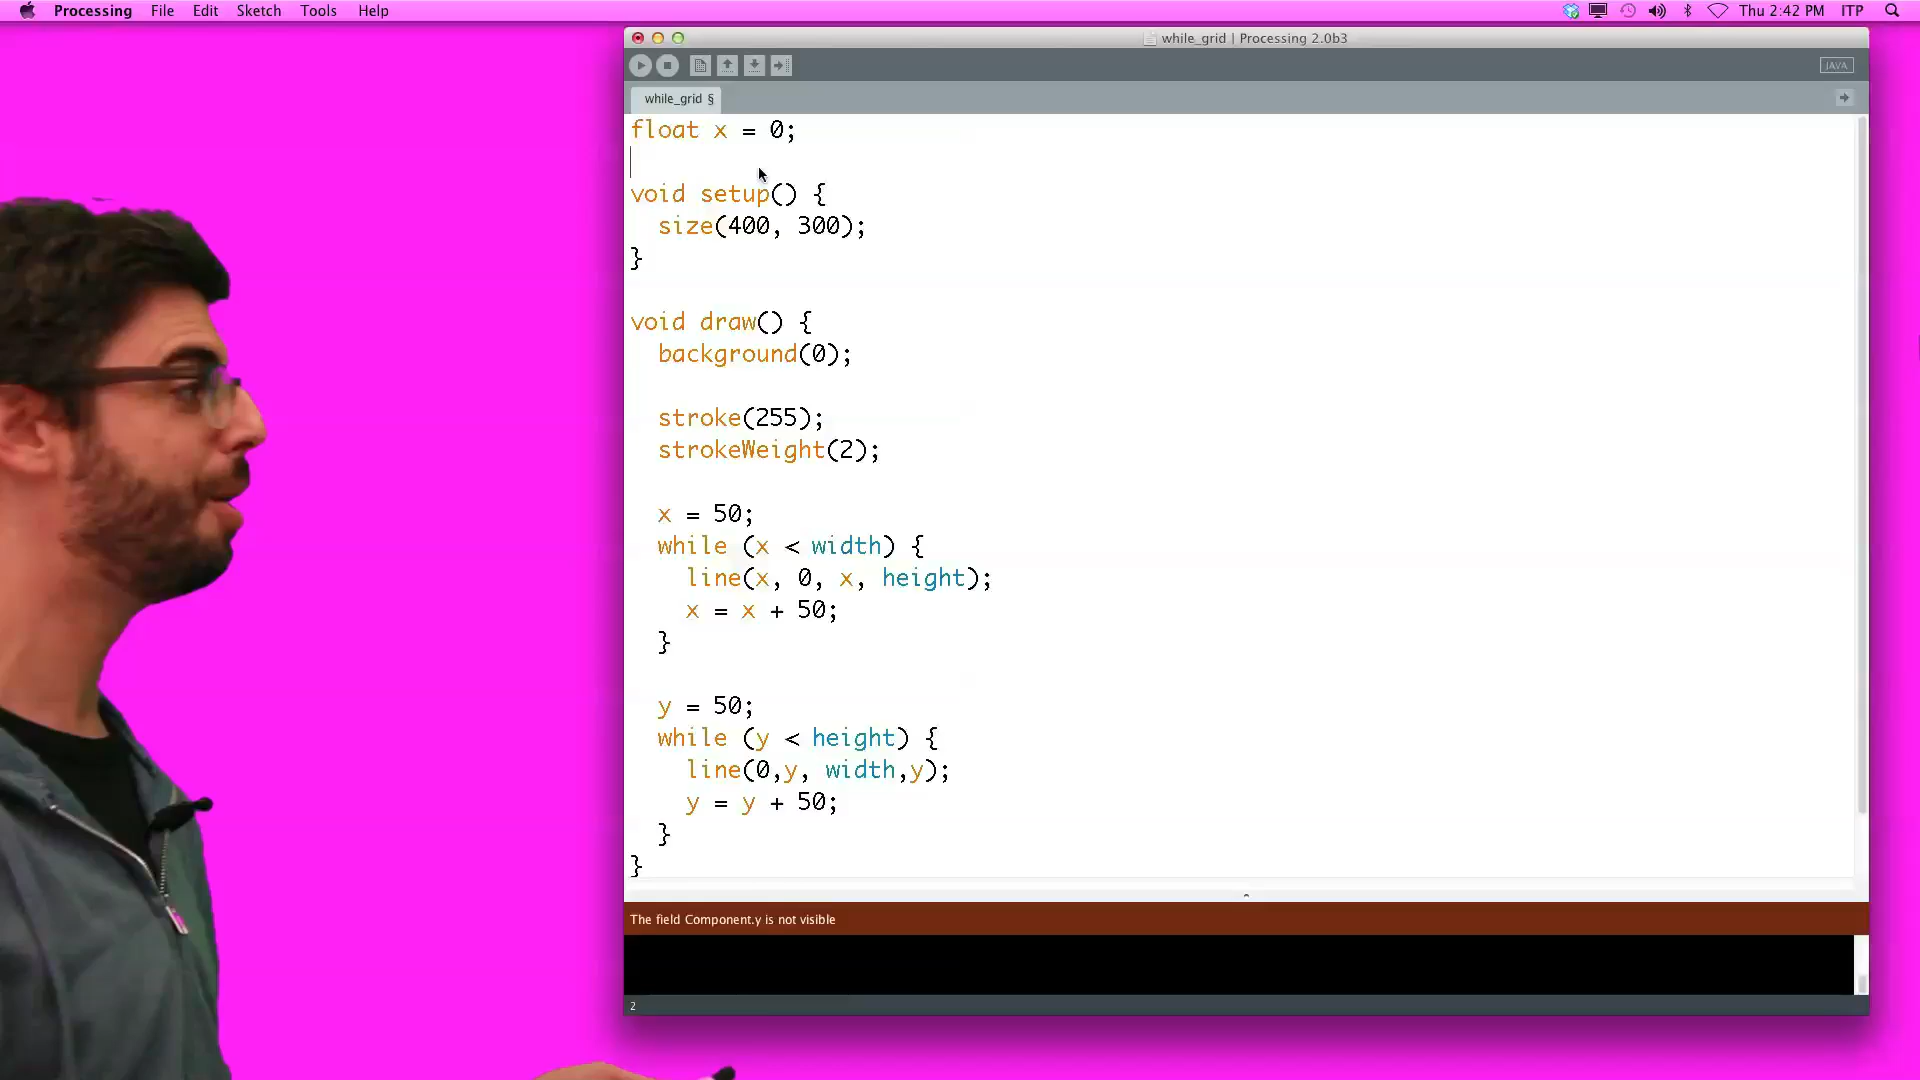 Processing File Edit Sketch Tools Help Thu 2:42 PM ITP
while_grid | Processing 2.0b3
JAVA
while_grid §
float x = 0;
void setup() {
size(400, 300);
}
void draw() {
background(0);
stroke(255);
strokeWeight(2);
x = 50;
while (x < width) {
line(x, 0, x, height);
x = x + 50;
}
y = 50;
while (y < height) {
line(0,y, width,y);
y = y + 50;
}
}
The field Component.y is not visible
2